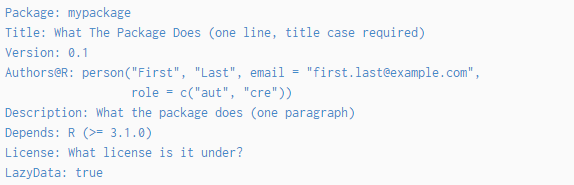 Package: mypackage
Title: What The Package Does (one line, title case required)
Version: 0.1
Authors@R: person("First", "Last", email = "first.last@example.com",
                  role = c("aut", "cre"))
Description: What the package does (one paragraph)
Depends: R (>= 3.1.0)
License: What license is it under?
LazyData: true